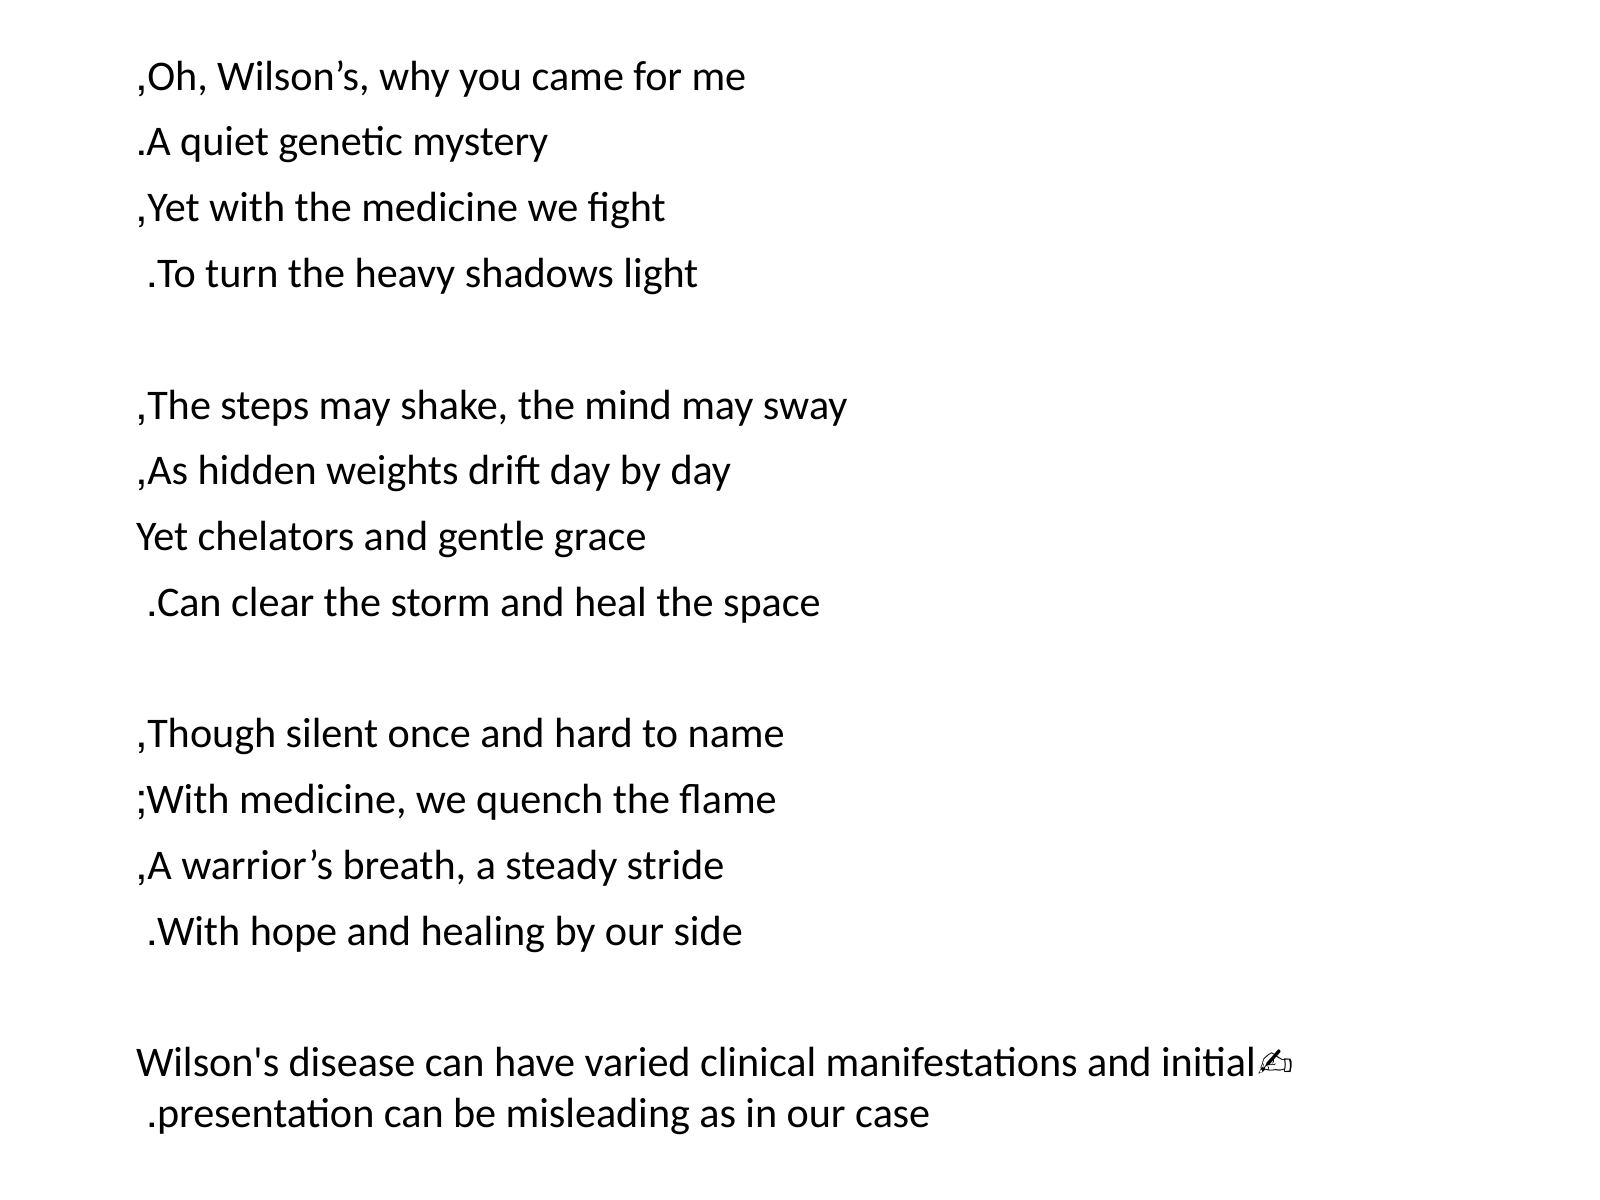 ,Oh, Wilson’s, why you came for me
.A quiet genetic mystery
,Yet with the medicine we fight
.To turn the heavy shadows light
,The steps may shake, the mind may sway
,As hidden weights drift day by day
Yet chelators and gentle grace
.Can clear the storm and heal the space
,Though silent once and hard to name
;With medicine, we quench the flame
,A warrior’s breath, a steady stride
.With hope and healing by our side
Wilson's disease can have varied clinical manifestations and initial✍
.presentation can be misleading as in our case